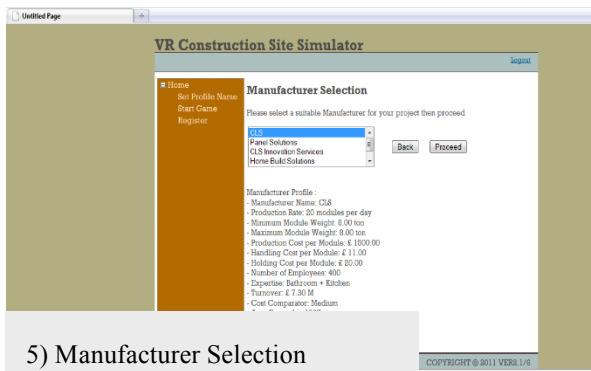 Untitled Page
VR Construction Site Simulator
Logout
Home
Set Profile Name
Start Game
Register
Manufacturer Selection
Please select a suitable Manufacturer for your project then proceed
CLS
Panel Solutions
CLS Innovation Services
Home Build Solutions
Back
Proceed
Manufacturer Profile :
- Manufacturer Name: CLS
- Production Rate: 20 modules per day
- Minimum Module Weight: 6.00 ton
- Maximum Module Weight: 8.00 ton
- Production Cost per Module: £ 1500.00
- Handling Cost per Module: £ 11.00
- Holding Cost per Module: £ 20.00
- Number of Employees: 400
- Expertise: Bathroom + Kitchen
- Turnover: £ 7.30 M
- Cost Comparator: Medium
5) Manufacturer Selection
COPYRIGHT @ 2011 VER2.1/6